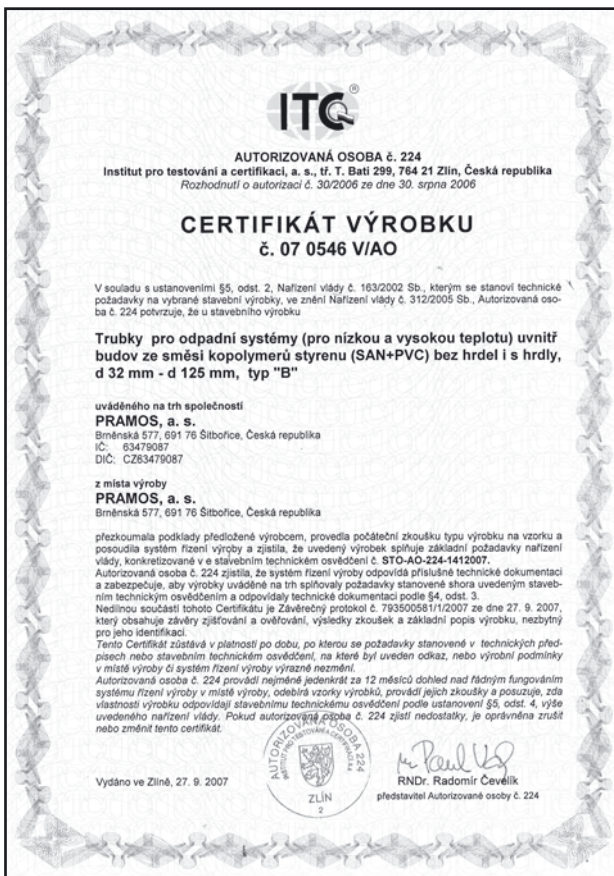 ITC®
AUTORIZOVANÁ OSOBA č. 224
Institut pro testování a certifikaci, a. s., tř. T. Bati 299, 764 21 Zlín, Česká republika
Rozhodnutí o autorizaci č. 30/2006 ze dne 30. srpna 2006
CERTIFIKÁT VÝROBKU
č. 07 0546 V/AO
V souladu s ustanoveními §5, odst. 2, Nařízení vlády č. 163/2002 Sb., kterým se stanoví technické
požadavky na vybrané stavební výrobky, ve znění Nařízení vlády č. 312/2005 Sb., Autorizovaná oso-
ba č. 224 potvrzuje, že u stavebního výrobku
Trubky pro odpadní systémy (pro nízkou a vysokou teplotu) uvnitř
budov ze směsi kopolymerů styrenu (SAN+PVC) bez hrdel i s hrdly,
d 32 mm - d 125 mm, typ "B"
uváděného na trh společností
PRAMOS, a. s.
Brněnská 577, 691 76 Šitbořice, Česká republika
IČ: 63479087
DIČ: CZ63479087
z místa výroby
PRAMOS, a. s.
Brněnská 577, 691 76 Šitbořice, Česká republika
přezkoumala podklady předložené výrobcem, provedla počáteční zkoušku typu výrobku na vzorku a
posoudila systém řízení výroby a zjistila, že uvedený výrobek splňuje základní požadavky nařízení
vlády, konkretizované v e stavebním technickém osvědčení č. STO-AO-224-1412007.
Autorizovaná osoba č. 224 zjistila, že systém řízení výroby odpovídá příslušné technické dokumentaci
a zabezpečuje, aby výrobky uváděné na trh splňovaly požadavky stanovené shora uvedeným staveb-
ním technickým osvědčením a odpovídaly technické dokumentaci podle §4, odst. 3.
Nedílnou součástí tohoto Certifikátu je Závěrečný protokol č. 793500581/1/2007 ze dne 27. 9. 2007,
který obsahuje závěry zjišťování a ověřování, výsledky zkoušek a základní popis výrobku, nezbytný
pro jeho identifikaci.
Tento Certifikát zůstává v platnosti po dobu, po kterou se požadavky stanovené v technických před-
pisech nebo stavebním technickém osvědčení, na které byl uveden odkaz, nebo výrobní podmínky
v místě výroby či systém řízení výroby výrazně nezmění.
Autorizovaná osoba č. 224 provádí nejméně jedenkrát za 12 měsíců dohled nad řádným fungováním
systému řízení výroby v místě výroby, odebírá vzorky výrobků, provádí jejich zkoušky a posuzuje, zda
vlastnosti výrobku odpovídají stavebnímu technickému osvědčení podle ustanovení §5, odst. 4, výše
uvedeného nařízení vlády. Pokud autorizovaná osoba č. 224 zjistí nedostatky, je oprávněna zrušit
nebo změnit tento certifikát.
AUTORIZOVANÁ OSOBA 224
INSTITUT PRO TESTOVÁNÍ A CERTIFIKACI a.s.
ZLÍN
2
Vydáno ve Zlíně, 27. 9. 2007
RNDr. Radomír Čevelík
představitel Autorizované osoby č. 224